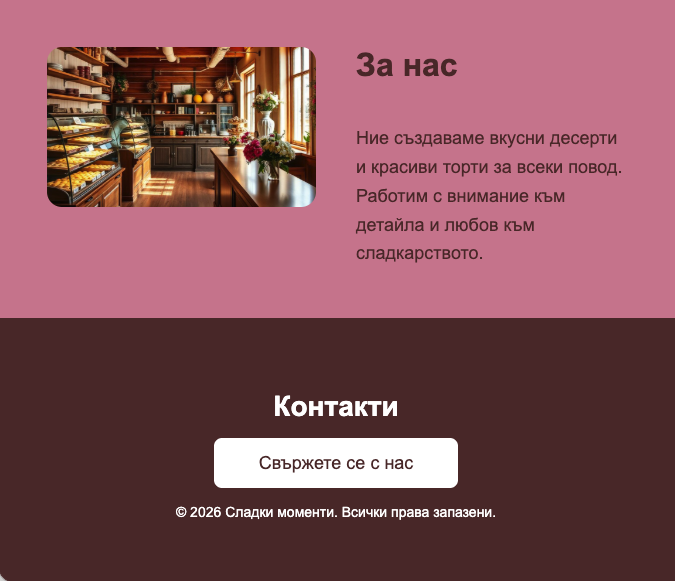 За нас
Ние създаваме вкусни десерти
и красиви торти за всеки повод.
Работим с внимание към
детайла и любов към
сладкарството.
Контакти
Свържете се с нас
© 2026 Сладки моменти. Всички права запазени.